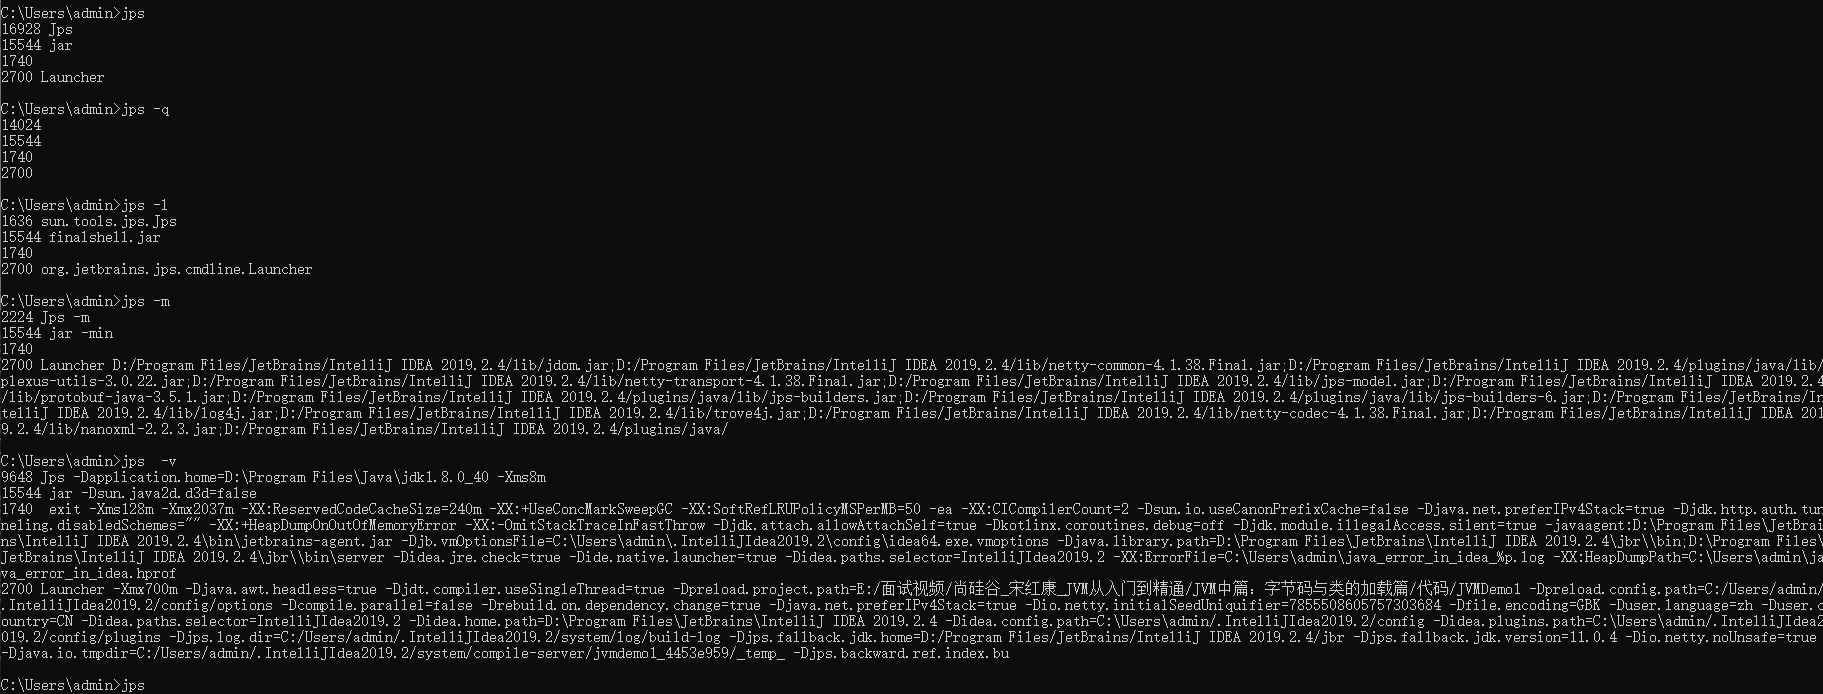 C:\Users\admin>jps
16928 Jps
15544 jar
1740
2700 Launcher
C:\Users\admin>jps -q
14024
15544
1740
2700
C:\Users\admin>jps -l
1636 sun.tools.jps.Jps
15544 finalshell.jar
1740
2700 org.jetbrains.jps.cmdline.Launcher
C:\Users\admin>jps -m
2224 Jps -m
15544 jar -min
1740
2700 Launcher D:/Program Files/JetBrains/IntelliJ IDEA 2019.2.4/lib/jdom.jar;D:/Program Files/JetBrains/IntelliJ IDEA 2019.2.4/lib/netty-common-4.1.38.Final.jar;D:/Program Files/JetBrains/IntelliJ IDEA 2019.2.4/plugins/java/lib/
plexus-utils-3.0.22.jar;D:/Program Files/JetBrains/IntelliJ IDEA 2019.2.4/lib/netty-transport-4.1.38.Final.jar;D:/Program Files/JetBrains/IntelliJ IDEA 2019.2.4/lib/jps-model.jar;D:/Program Files/JetBrains/IntelliJ IDEA 2019.2.4
/lib/protobuf-java-3.5.1.jar;D:/Program Files/JetBrains/IntelliJ IDEA 2019.2.4/plugins/java/lib/jps-builders.jar;D:/Program Files/JetBrains/IntelliJ IDEA 2019.2.4/plugins/java/lib/jps-builders-6.jar;D:/Program Files/JetBrains/In
telliJ IDEA 2019.2.4/lib/log4j.jar;D:/Program Files/JetBrains/IntelliJ IDEA 2019.2.4/lib/trove4j.jar;D:/Program Files/JetBrains/IntelliJ IDEA 2019.2.4/lib/netty-codec-4.1.38.Final.jar;D:/Program Files/JetBrains/IntelliJ IDEA 201
9.2.4/lib/nanoxml-2.2.3.jar;D:/Program Files/JetBrains/IntelliJ IDEA 2019.2.4/plugins/java/
C:\Users\admin>jps  -v
9648 Jps -Dapplication.home=D:\Program Files\Java\jdk1.8.0_40 -Xms8m
15544 jar -Dsun.java2d.d3d=false
1740  exit -Xms128m -Xmx2037m -XX:ReservedCodeCacheSize=240m -XX:+UseConcMarkSweepGC -XX:SoftRefLRUPolicyMSPerMB=50 -ea -XX:CICompilerCount=2 -Dsun.io.useCanonPrefixCache=false -Djava.net.preferIPv4Stack=true -Djdk.http.auth.tun
neling.disabledSchemes="" -XX:+HeapDumpOnOutOfMemoryError -XX:-OmitStackTraceInFastThrow -Djdk.attach.allowAttachSelf=true -Dkotlinx.coroutines.debug=off -Djdk.module.illegalAccess.silent=true -javaagent:D:\Program Files\JetBrai
ns\IntelliJ IDEA 2019.2.4\bin\jetbrains-agent.jar -Djb.vmOptionsFile=C:\Users\admin\.IntelliJIdea2019.2\config\idea64.exe.vmoptions -Djava.library.path=D:\Program Files\JetBrains\IntelliJ IDEA 2019.2.4\jbr\\bin;D:\Program Files\
JetBrains\IntelliJ IDEA 2019.2.4\jbr\\bin\server -Didea.jre.check=true -Dide.native.launcher=true -Didea.paths.selector=IntelliJIdea2019.2 -XX:ErrorFile=C:\Users\admin\java_error_in_idea_%p.log -XX:HeapDumpPath=C:\Users\admin\ja
va_error_in_idea.hprof
2700 Launcher -Xmx700m -Djava.awt.headless=true -Djdt.compiler.useSingleThread=true -Dpreload.project.path=E:/面试视频/尚硅谷_宋红康_JVM从入门到精通/JVM中篇：字节码与类的加载篇/代码/JVMDemo1 -Dpreload.config.path=C:/Users/admin/
.IntelliJIdea2019.2/config/options -Dcompile.parallel=false -Drebuild.on.dependency.change=true -Djava.net.preferIPv4Stack=true -Dio.netty.initialSeedUniquifier=7855508605757303684 -Dfile.encoding=GBK -Duser.language=zh -Duser.c
ountry=CN -Didea.paths.selector=IntelliJIdea2019.2 -Didea.home.path=D:\Program Files\JetBrains\IntelliJ IDEA 2019.2.4 -Didea.config.path=C:\Users\admin/.IntelliJIdea2019.2/config -Didea.plugins.path=C:\Users\admin/.IntelliJIdea2
019.2/config/plugins -Djps.log.dir=C:/Users/admin/.IntelliJIdea2019.2/system/log/build-log -Djps.fallback.jdk.home=D:/Program Files/JetBrains/IntelliJ IDEA 2019.2.4/jbr -Djps.fallback.jdk.version=11.0.4 -Dio.netty.noUnsafe=true
-Djava.io.tmpdir=C:/Users/admin/.IntelliJIdea2019.2/system/compile-server/jvmdemo1_4453e959/_temp_ -Djps.backward.ref.index.bu
C:\Users\admin>jps